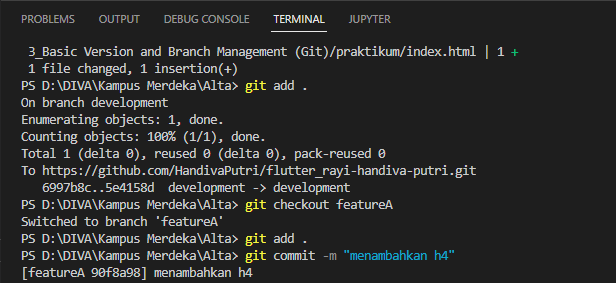 PROBLEMS OUTPUT DEBUG CONSOLE TERMINAL JUPYTER
3_Basic Version and Branch Management (Git)/praktikum/index.html | 1 +
1 file changed, 1 insertion(+)
PS D:\DIVA\Kampus Merdeka\Alta> git add .
On branch development
Enumerating objects: 1, done.
Counting objects: 100% (1/1), done.
Total 1 (delta 0), reused 0 (delta 0), pack-reused 0
To https://github.com/HandivaPutri/flutter_rayi-handiva-putri.git
6997b8c..5e4158d development -> development
PS D:\DIVA\Kampus Merdeka\Alta> git checkout featureA
Switched to branch 'featureA'
PS D:\DIVA\Kampus Merdeka\Alta> git add .
PS D:\DIVA\Kampus Merdeka\Alta> git commit -m "menambahkan h4"
[featureA 90f8a98] menambahkan h4